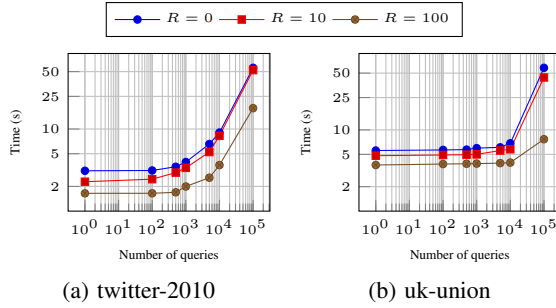 R = 0 R = 10 R = 100
Time (s)
50
25
10
5
2
10^0 10^1 10^2 10^3 10^4 10^5
Number of queries
(a) twitter-2010
Time (s)
50
25
10
5
2
10^0 10^1 10^2 10^3 10^4 10^5
Number of queries
(b) uk-union